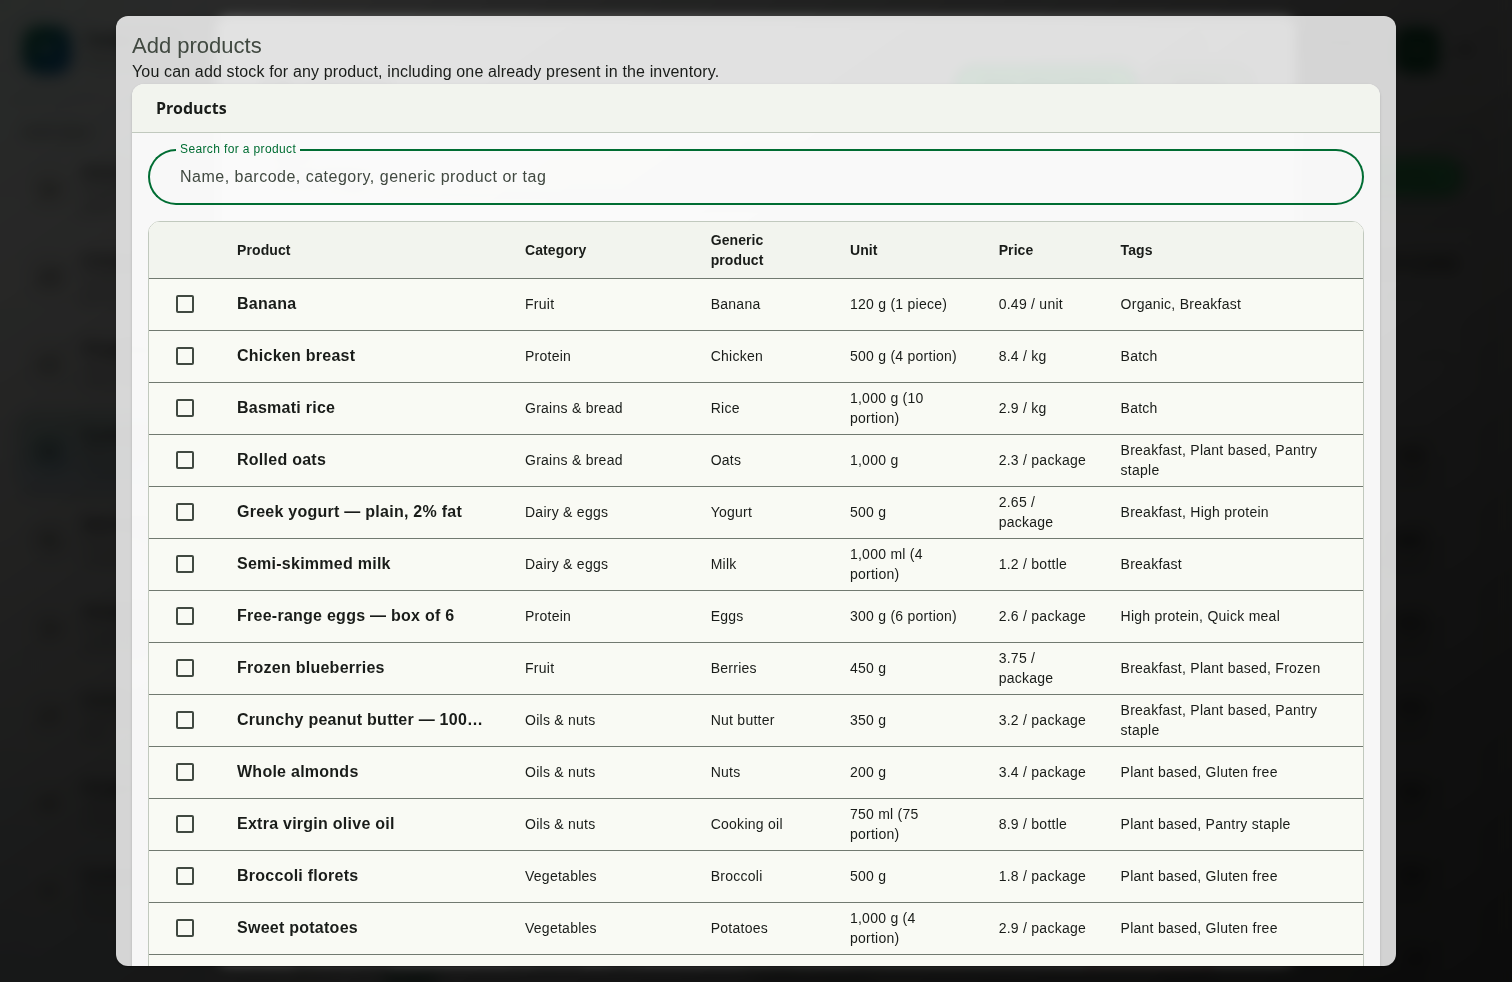 Add products
You can add stock for any product, including one already present in the inventory.
Products
Search for a product
Name, barcode, category, generic product or tag
Product Category Generic product Unit Price Tags
Banana Fruit Banana 120 g (1 piece) 0.49 / unit Organic, Breakfast
Chicken breast Protein Chicken 500 g (4 portion) 8.4 / kg Batch
Basmati rice Grains & bread Rice 1,000 g (10 portion) 2.9 / kg Batch
Rolled oats Grains & bread Oats 1,000 g 2.3 / package Breakfast, Plant based, Pantry staple
Greek yogurt — plain, 2% fat Dairy & eggs Yogurt 500 g 2.65 / package Breakfast, High protein
Semi-skimmed milk Dairy & eggs Milk 1,000 ml (4 portion) 1.2 / bottle Breakfast
Free-range eggs — box of 6 Protein Eggs 300 g (6 portion) 2.6 / package High protein, Quick meal
Frozen blueberries Fruit Berries 450 g 3.75 / package Breakfast, Plant based, Frozen
Crunchy peanut butter — 100… Oils & nuts Nut butter 350 g 3.2 / package Breakfast, Plant based, Pantry staple
Whole almonds Oils & nuts Nuts 200 g 3.4 / package Plant based, Gluten free
Extra virgin olive oil Oils & nuts Cooking oil 750 ml (75 portion) 8.9 / bottle Plant based, Pantry staple
Broccoli florets Vegetables Broccoli 500 g 1.8 / package Plant based, Gluten free
Sweet potatoes Vegetables Potatoes 1,000 g (4 portion) 2.9 / package Plant based, Gluten free